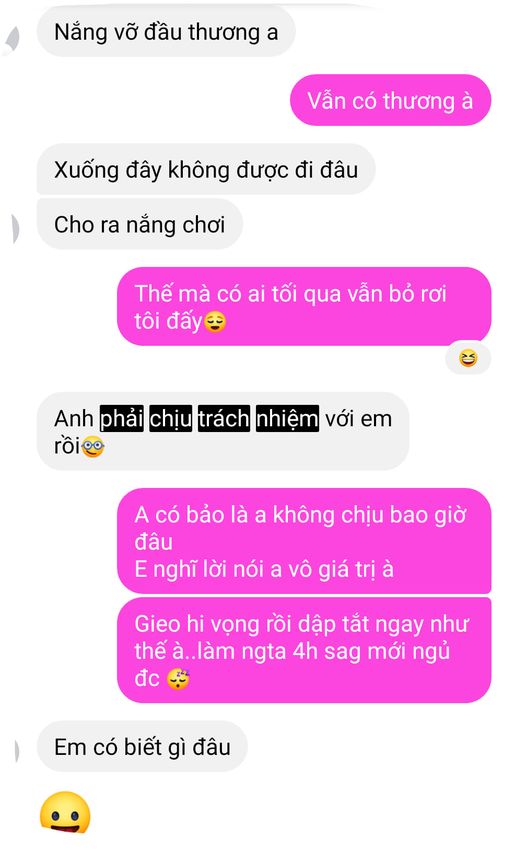 Nắng vỡ đầu thương a
Vẫn có thương à
Xuống đây không được đi đâu
Cho ra nắng chơi
Thế mà có ai tối qua vẫn bỏ rơi
tôi đấy😌
😆
Anh phải chịu trách nhiệm với em
rồi🥸
A có bảo là a không chịu bao giờ
đâu
E nghĩ lời nói a vô giá trị à
Gieo hi vọng rồi dập tắt ngay như
thế à..làm ngta 4h sag mới ngủ
đc 😴
Em có biết gì đâu
😀